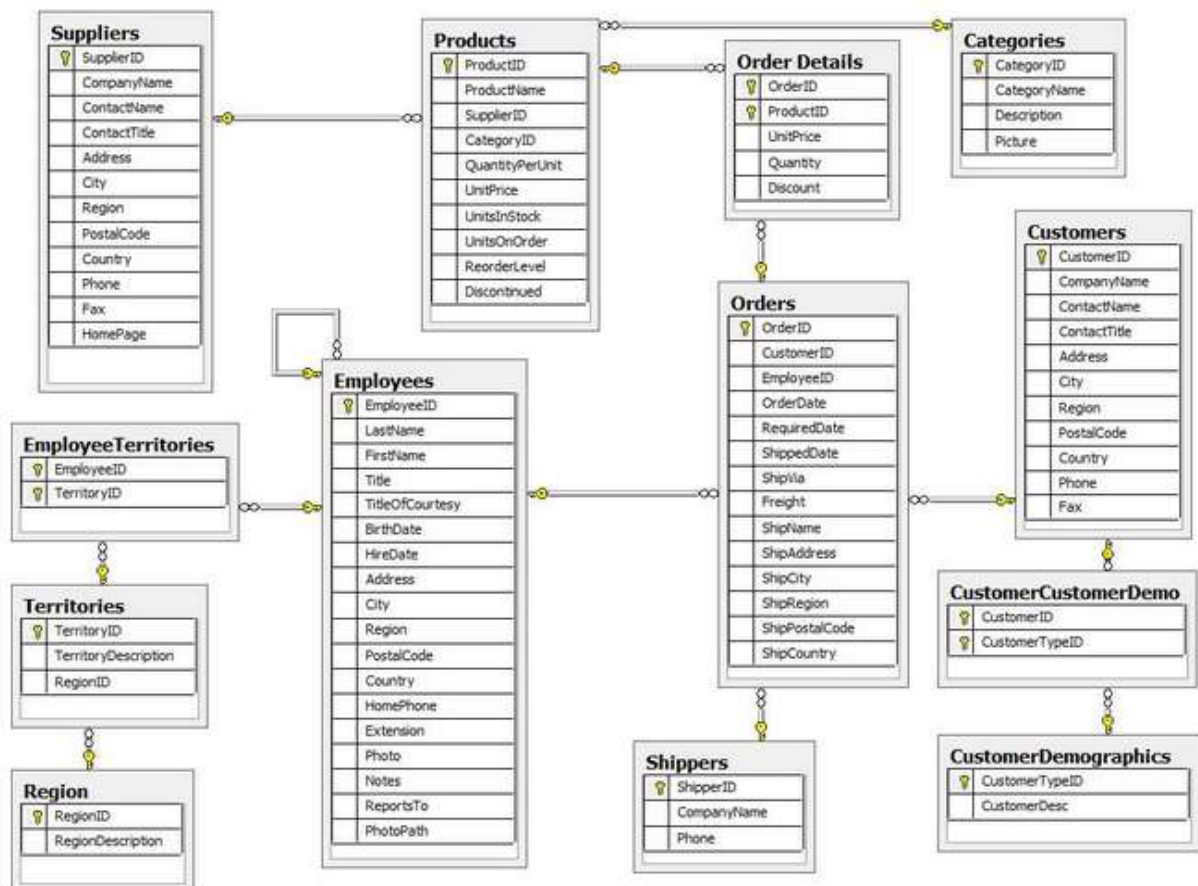 Suppliers
SupplierID
CompanyName
ContactName
ContactTitle
Address
City
Region
PostalCode
Country
Phone
Fax
HomePage
Products
ProductID
ProductName
SupplierID
CategoryID
QuantityPerUnit
UnitPrice
UnitsInStock
UnitsOnOrder
ReorderLevel
Discontinued
Order Details
OrderID
ProductID
UnitPrice
Quantity
Discount
Categories
CategoryID
CategoryName
Description
Picture
Customers
CustomerID
CompanyName
ContactName
ContactTitle
Address
City
Region
PostalCode
Country
Phone
Fax
Orders
OrderID
CustomerID
EmployeeID
OrderDate
RequiredDate
ShippedDate
ShipVia
Freight
ShipName
ShipAddress
ShipCity
ShipRegion
ShipPostalCode
ShipCountry
Employees
EmployeeID
LastName
FirstName
Title
TitleOfCourtesy
BirthDate
HireDate
Address
City
Region
PostalCode
Country
HomePhone
Extension
Photo
Notes
ReportsTo
PhotoPath
EmployeeTerritories
EmployeeID
TerritoryID
Territories
TerritoryID
TerritoryDescription
RegionID
Region
RegionID
RegionDescription
Shippers
ShipperID
CompanyName
Phone
CustomerCustomerDemo
CustomerID
CustomerTypeID
CustomerDemographics
CustomerTypeID
CustomerDesc